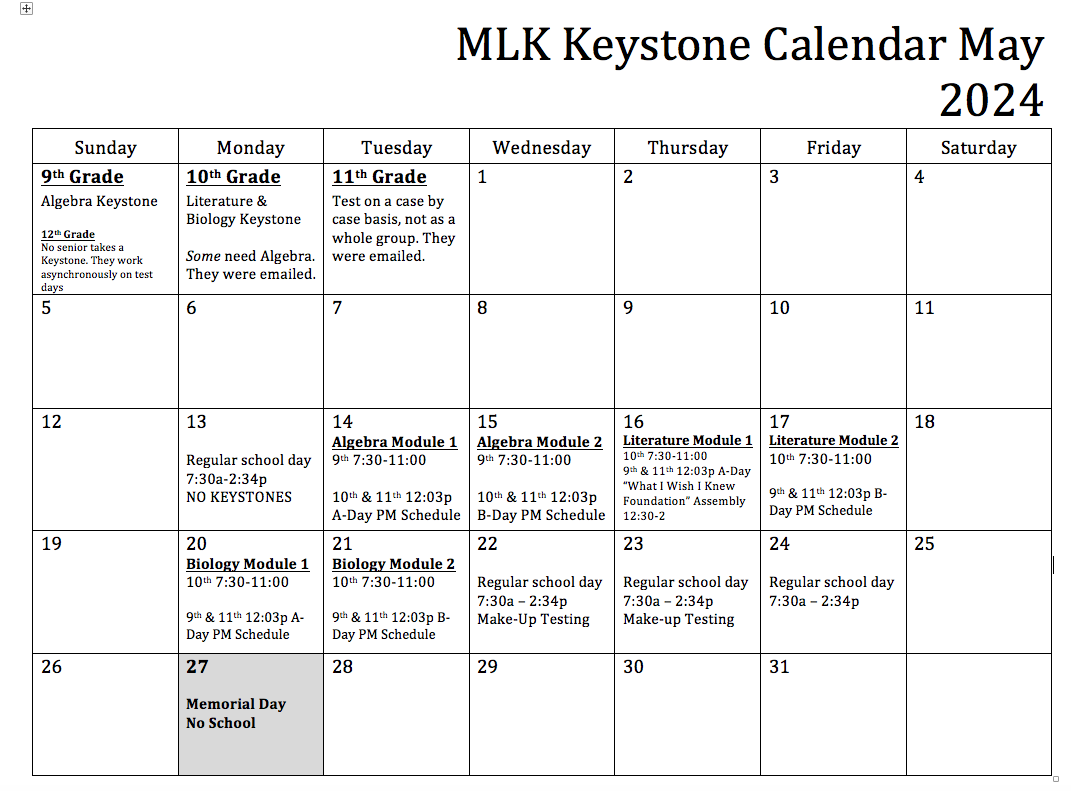 MLK Keystone Calendar May
2024
Sunday Monday Tuesday Wednesday Thursday Friday Saturday
9th Grade
Algebra Keystone
12th Grade
No senior takes a
Keystone. They work
asynchronously on test
days
10th Grade
Literature &
Biology Keystone
Some need Algebra.
They were emailed.
11th Grade
Test on a case by
case basis, not as a
whole group. They
were emailed.
1
2
3
4
5
6
7
8
9
10
11
12
13
Regular school day
7:30a-2:34p
NO KEYSTONES
14
Algebra Module 1
9th 7:30-11:00
10th & 11th 12:03p
A-Day PM Schedule
15
Algebra Module 2
9th 7:30-11:00
10th & 11th 12:03p
B-Day PM Schedule
16
Literature Module 1
10th 7:30-11:00
9th & 11th 12:03p A-Day
“What I Wish I Knew
Foundation” Assembly
12:30-2
17
Literature Module 2
10th 7:30-11:00
9th & 11th 12:03p B-
Day PM Schedule
18
19
20
Biology Module 1
10th 7:30-11:00
9th & 11th 12:03p A-
Day PM Schedule
21
Biology Module 2
10th 7:30-11:00
9th & 11th 12:03p B-
Day PM Schedule
22
Regular school day
7:30a – 2:34p
Make-Up Testing
23
Regular school day
7:30a – 2:34p
Make-up Testing
24
Regular school day
7:30a – 2:34p
25
26
27
Memorial Day
No School
28
29
30
31